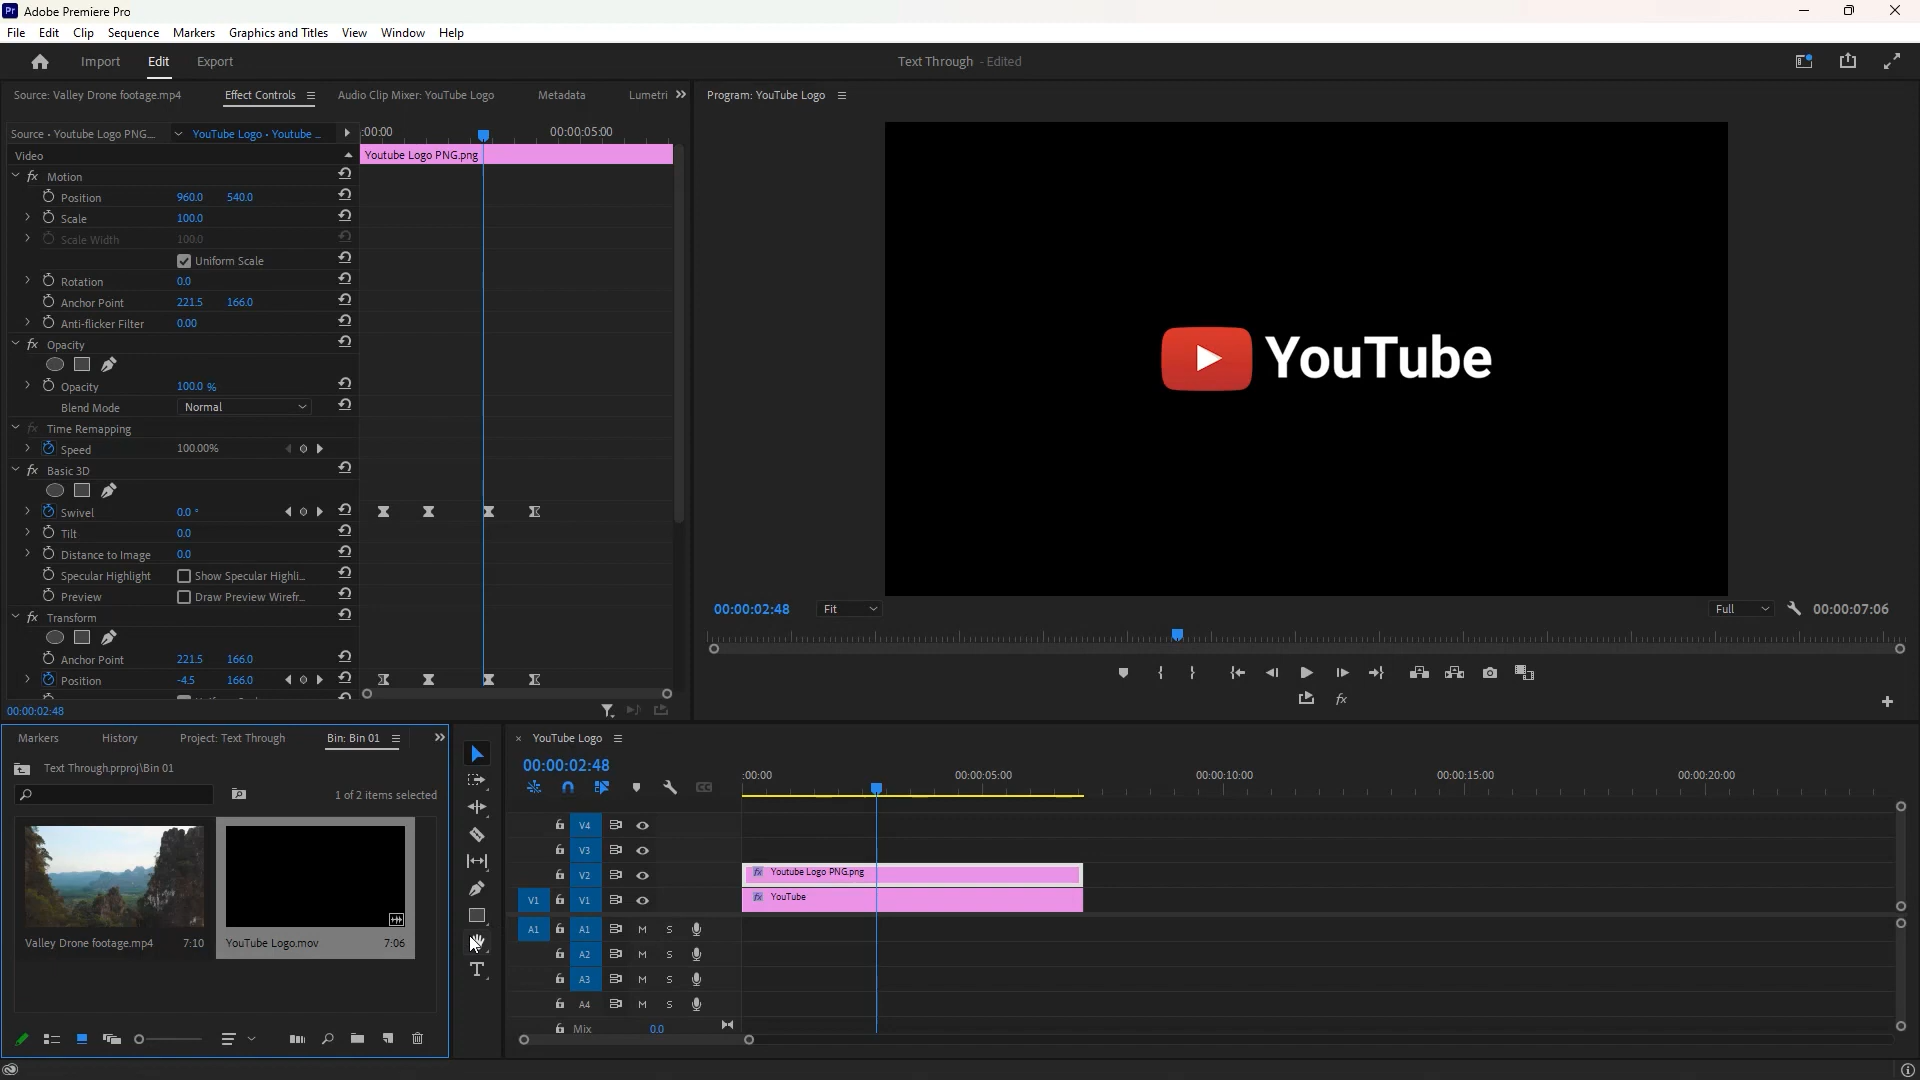 Pr Adobe Premiere Pro
File Edit Clip Sequence Markers Graphics and Titles View Window Help
Import Edit Export
Text Through - Edited
Source: Valley Drone footage.mp4 Effect Controls Audio Clip Mixer: YouTube Logo Metadata Lumetri
Program: YouTube Logo
Source • Youtube Logo PNG... YouTube Logo • Youtube ...
:00:00 00:00:05:00
Video
Youtube Logo PNG.png
fx Motion
Position 960.0 540.0
Scale 100.0
Scale Width 100.0
Uniform Scale
Rotation 0.0
Anchor Point 221.5 166.0
Anti-flicker Filter 0.00
fx Opacity
Opacity 100.0 %
Blend Mode Normal
fx Time Remapping
Speed 100.00%
fx Basic 3D
Swivel 0.0 °
Tilt 0.0
Distance to Image 0.0
Specular Highlight Show Specular Highli...
Preview Draw Preview Wirefr...
fx Transform
Anchor Point 221.5 166.0
Position -4.5 166.0
00:00:02:48
YouTube
00:00:02:48 Fit Full 00:00:07:06
fx
Markers History Project: Text Through Bin: Bin 01
Text Through.prproj\Bin 01
1 of 2 items selected
Valley Drone footage.mp4 7:10
YouTube Logo.mov 7:06
× YouTube Logo
00:00:02:48
:00:00 00:00:05:00 00:00:10:00 00:00:15:00 00:00:20:00
V4
V3
V2 fx Youtube Logo PNG.png
V1 V1 fx YouTube
A1 A1 M S
A2 M S
A3 M S
A4 M S
Mix 0.0